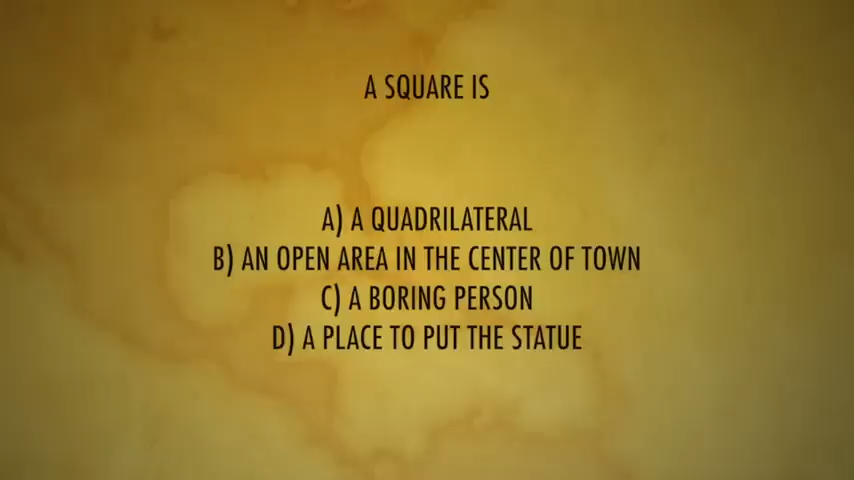 A SQUARE IS
A) A QUADRILATERAL
B) AN OPEN AREA IN THE CENTER OF TOWN
C) A BORING PERSON
D) A PLACE TO PUT THE STATUE